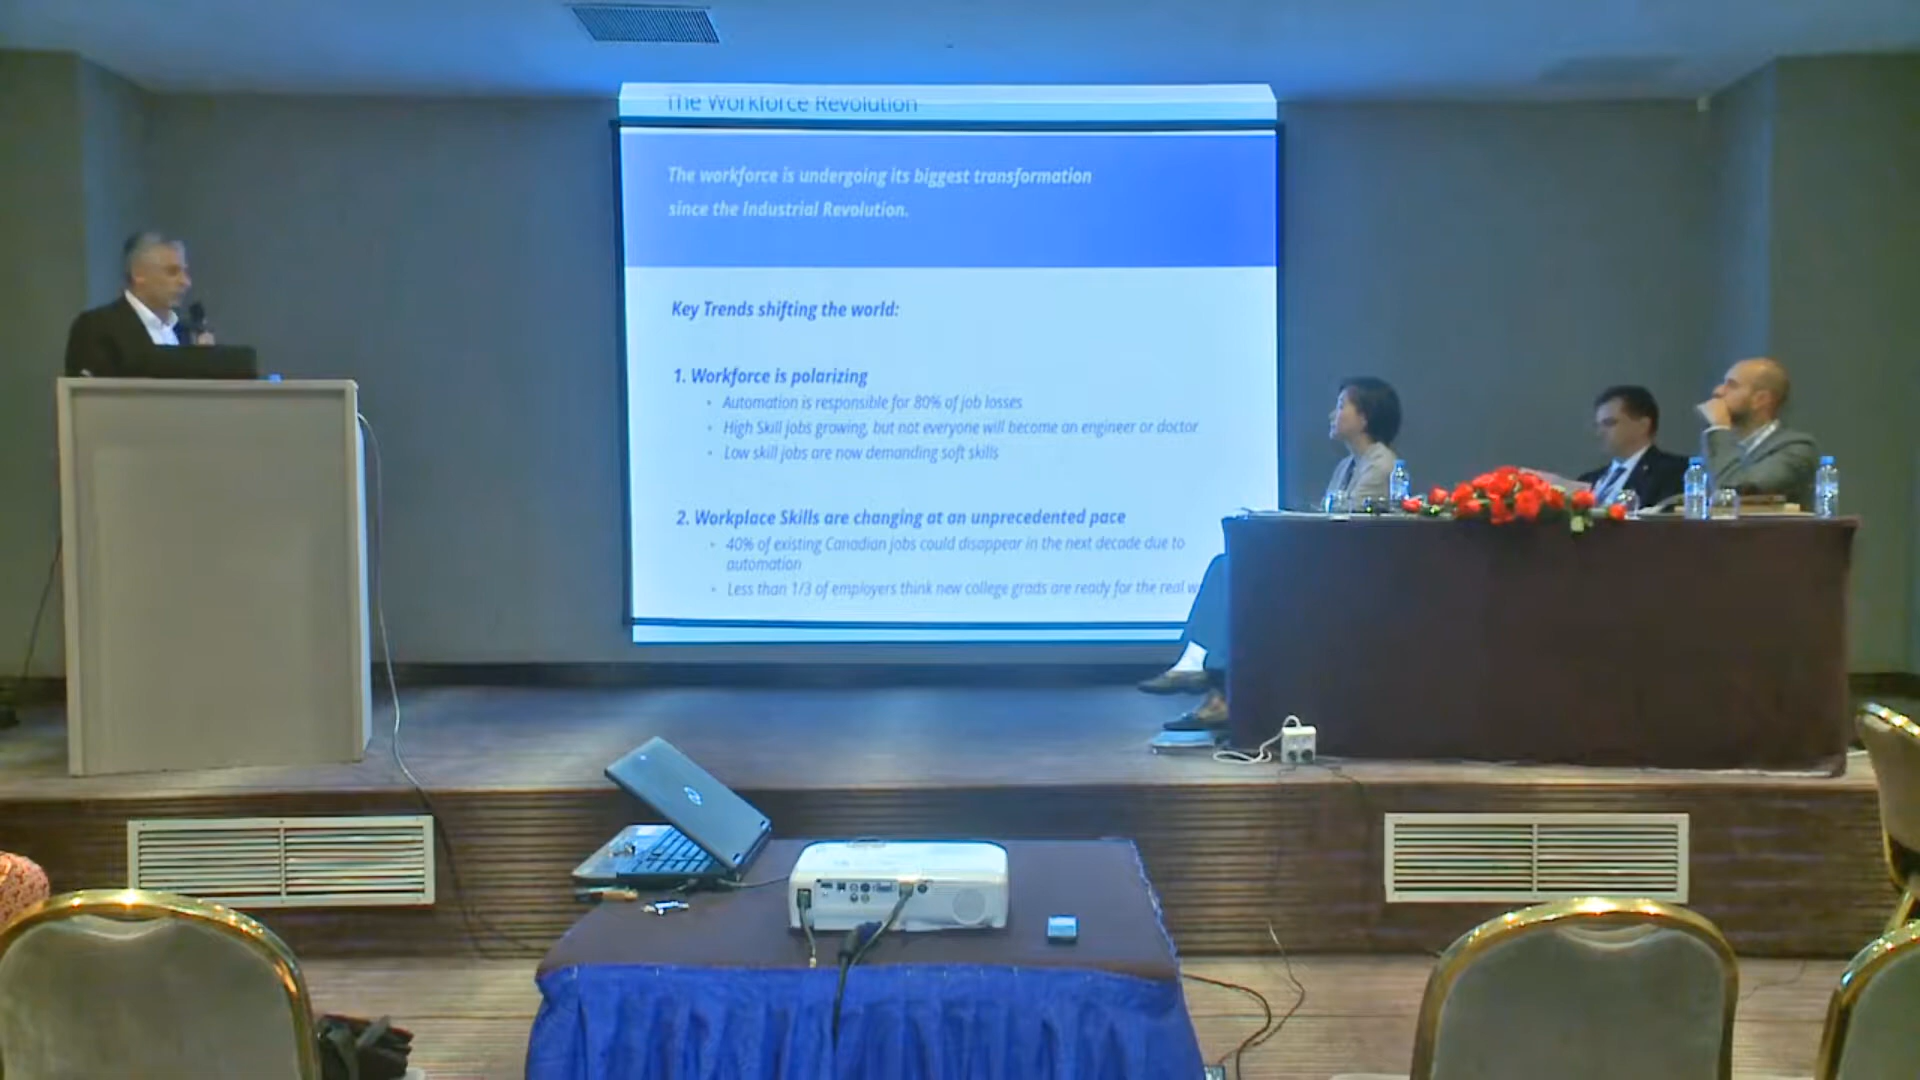 The Workforce Revolution
The workforce is undergoing its biggest transformation
since the Industrial Revolution.
Key Trends shifting the world:
1. Workforce is polarizing
• Automation is responsible for 80% of job losses
• High Skill jobs growing, but not everyone will become an engineer or doctor
• Low skill jobs are now demanding soft skills
2. Workplace Skills are changing at an unprecedented pace
• 40% of existing Canadian jobs could disappear in the next decade due to
automation
• Less than 1/3 of employers think new college grads are ready for the real